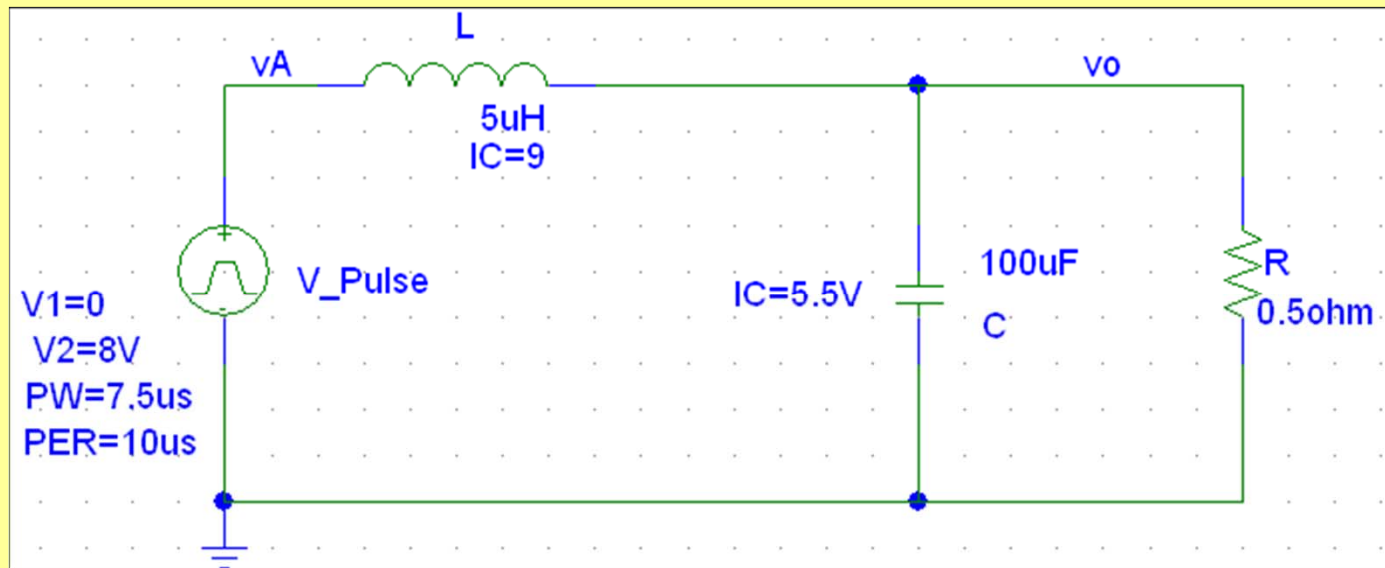 L
vA
vo
5uH
IC=9
V_Pulse
V1=0
V2=8V
PW=7.5us
PER=10us
IC=5.5V
100uF
C
R
0.5ohm